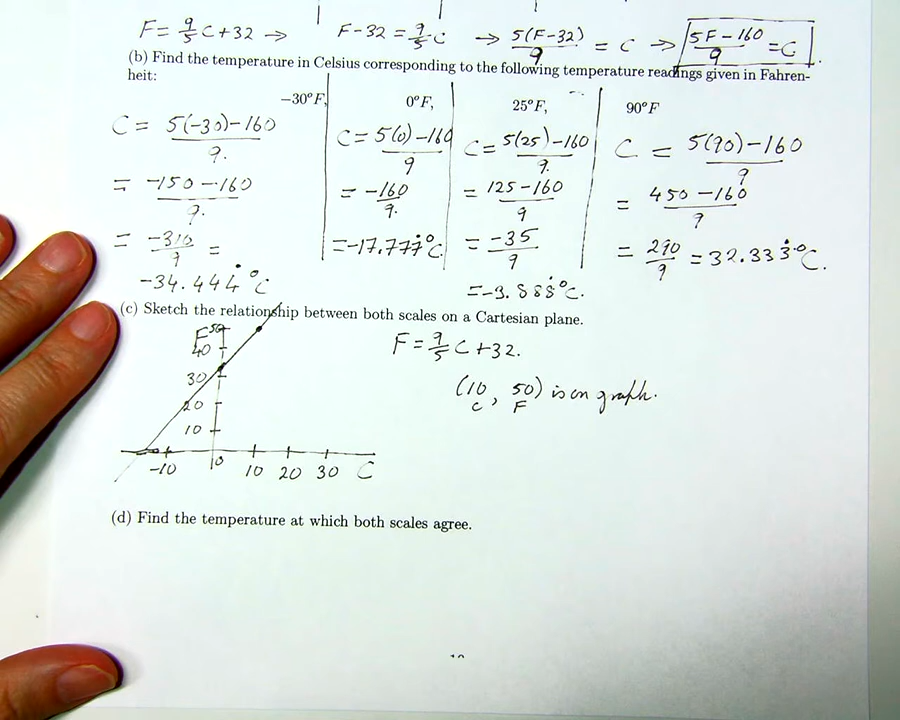 F = 9/5 C + 32 → F - 32 = 9/5 · C → 5(F-32)/9 = C → 5F - 160/9 = C.
(b) Find the temperature in Celsius corresponding to the following temperature readings given in Fahren-
heit:
−30°F, 0°F, 25°F, 90°F
C = 5(-30)-160/9. C = 5(0)-160/9 C = 5(25)-160/9. C = 5(90)-160/9
= -150-160/9. = -160/9. = 125-160/9 = 450-160/9
= -310/9 = = -17.777̇°C. = -35/9 = 290/9 = 32.333̇°C.
-34.444̇°C = -3.888̇°C.
(c) Sketch the relationship between both scales on a Cartesian plane.
F 50 F = 9/5 C + 32.
40
30 (10, 50) is on graph.
C F
20
10
-10 0 10 20 30 C
(d) Find the temperature at which both scales agree.